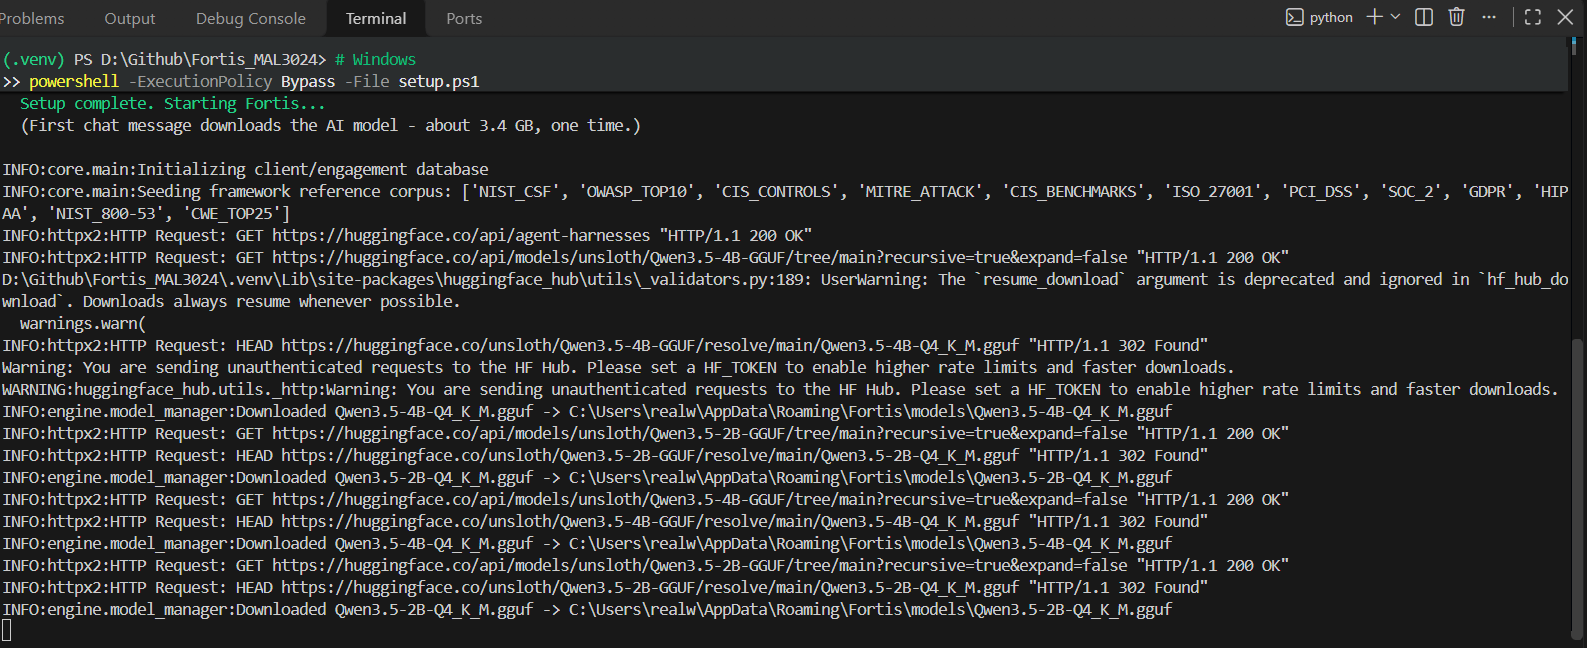 Problems Output Debug Console Terminal Ports python
(.venv) PS D:\Github\Fortis_MAL3024> # Windows
>> powershell -ExecutionPolicy Bypass -File setup.ps1
Setup complete. Starting Fortis...
(First chat message downloads the AI model - about 3.4 GB, one time.)
INFO:core.main:Initializing client/engagement database
INFO:core.main:Seeding framework reference corpus: ['NIST_CSF', 'OWASP_TOP10', 'CIS_CONTROLS', 'MITRE_ATTACK', 'CIS_BENCHMARKS', 'ISO_27001', 'PCI_DSS', 'SOC_2', 'GDPR', 'HIP
AA', 'NIST_800-53', 'CWE_TOP25']
INFO:httpx2:HTTP Request: GET https://huggingface.co/api/agent-harnesses "HTTP/1.1 200 OK"
INFO:httpx2:HTTP Request: GET https://huggingface.co/api/models/unsloth/Qwen3.5-4B-GGUF/tree/main?recursive=true&expand=false "HTTP/1.1 200 OK"
D:\Github\Fortis_MAL3024\.venv\Lib\site-packages\huggingface_hub\utils\_validators.py:189: UserWarning: The `resume_download` argument is deprecated and ignored in `hf_hub_do
wnload`. Downloads always resume whenever possible.
warnings.warn(
INFO:httpx2:HTTP Request: HEAD https://huggingface.co/unsloth/Qwen3.5-4B-GGUF/resolve/main/Qwen3.5-4B-Q4_K_M.gguf "HTTP/1.1 302 Found"
Warning: You are sending unauthenticated requests to the HF Hub. Please set a HF_TOKEN to enable higher rate limits and faster downloads.
WARNING:huggingface_hub.utils._http:Warning: You are sending unauthenticated requests to the HF Hub. Please set a HF_TOKEN to enable higher rate limits and faster downloads.
INFO:engine.model_manager:Downloaded Qwen3.5-4B-Q4_K_M.gguf -> C:\Users\realw\AppData\Roaming\Fortis\models\Qwen3.5-4B-Q4_K_M.gguf
INFO:httpx2:HTTP Request: GET https://huggingface.co/api/models/unsloth/Qwen3.5-2B-GGUF/tree/main?recursive=true&expand=false "HTTP/1.1 200 OK"
INFO:httpx2:HTTP Request: HEAD https://huggingface.co/unsloth/Qwen3.5-2B-GGUF/resolve/main/Qwen3.5-2B-Q4_K_M.gguf "HTTP/1.1 302 Found"
INFO:engine.model_manager:Downloaded Qwen3.5-2B-Q4_K_M.gguf -> C:\Users\realw\AppData\Roaming\Fortis\models\Qwen3.5-2B-Q4_K_M.gguf
INFO:httpx2:HTTP Request: GET https://huggingface.co/api/models/unsloth/Qwen3.5-4B-GGUF/tree/main?recursive=true&expand=false "HTTP/1.1 200 OK"
INFO:httpx2:HTTP Request: HEAD https://huggingface.co/unsloth/Qwen3.5-4B-GGUF/resolve/main/Qwen3.5-4B-Q4_K_M.gguf "HTTP/1.1 302 Found"
INFO:engine.model_manager:Downloaded Qwen3.5-4B-Q4_K_M.gguf -> C:\Users\realw\AppData\Roaming\Fortis\models\Qwen3.5-4B-Q4_K_M.gguf
INFO:httpx2:HTTP Request: GET https://huggingface.co/api/models/unsloth/Qwen3.5-2B-GGUF/tree/main?recursive=true&expand=false "HTTP/1.1 200 OK"
INFO:httpx2:HTTP Request: HEAD https://huggingface.co/unsloth/Qwen3.5-2B-GGUF/resolve/main/Qwen3.5-2B-Q4_K_M.gguf "HTTP/1.1 302 Found"
INFO:engine.model_manager:Downloaded Qwen3.5-2B-Q4_K_M.gguf -> C:\Users\realw\AppData\Roaming\Fortis\models\Qwen3.5-2B-Q4_K_M.gguf